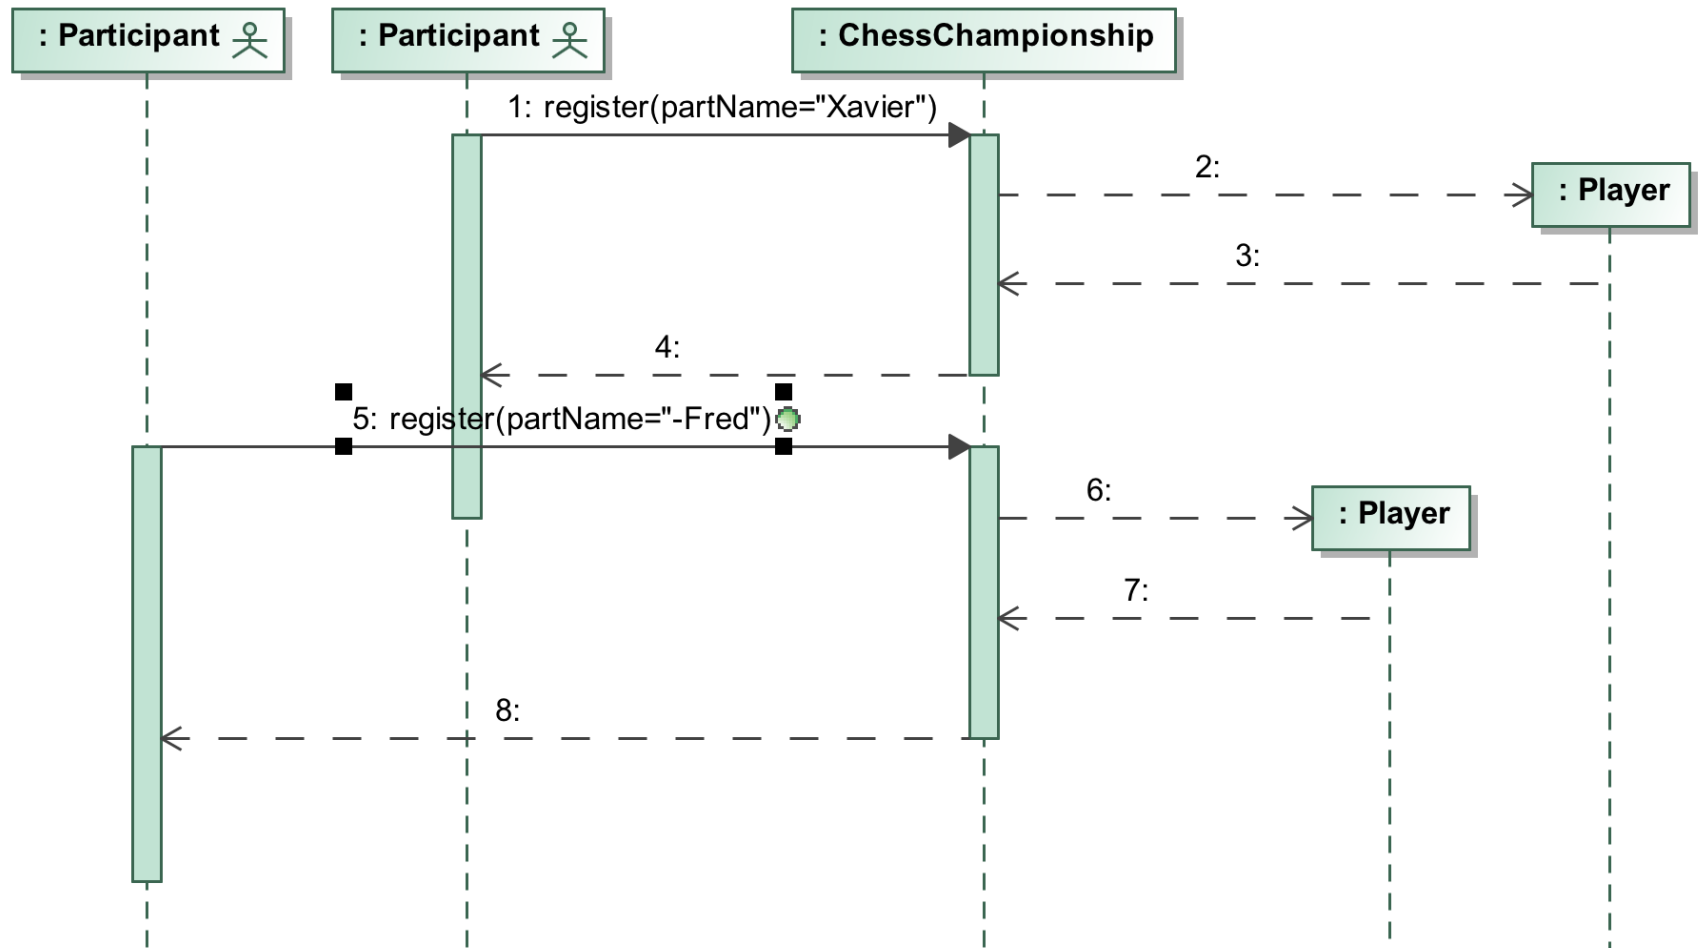 : Participant
: Participant
: ChessChampionship
1: register(partName="Xavier")
2:
: Player
3:
4:
5: register(partName="-Fred")
6:
: Player
7:
8: